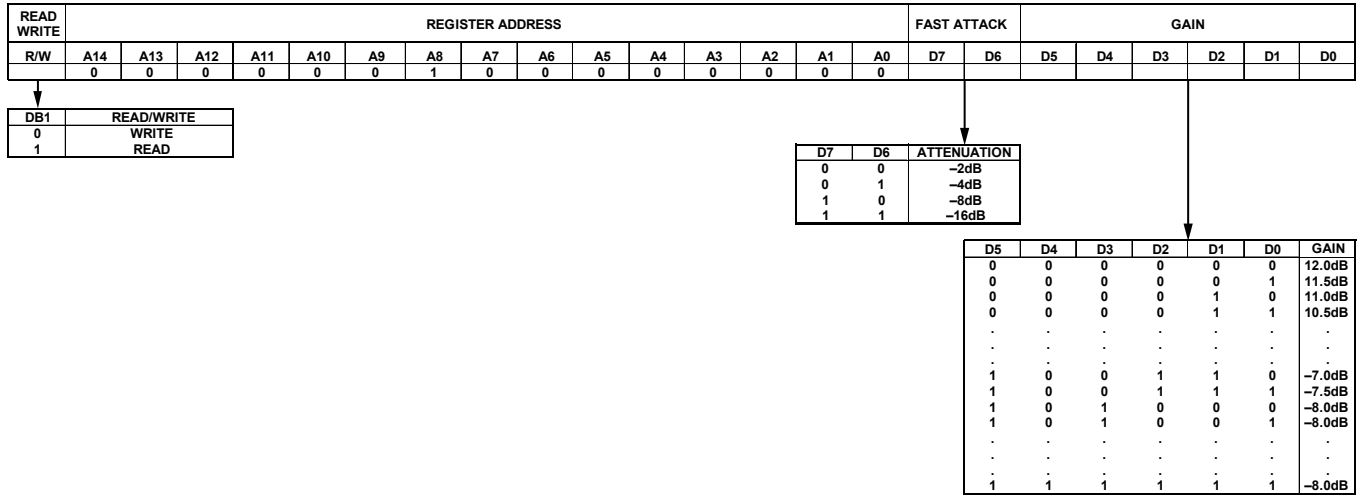 READ WRITE REGISTER ADDRESS FAST ATTACK GAIN
R/W A14 A13 A12 A11 A10 A9 A8 A7 A6 A5 A4 A3 A2 A1 A0 D7 D6 D5 D4 D3 D2 D1 D0
0 0 0 0 0 0 1 0 0 0 0 0 0 0 0
DB1 READ/WRITE
0 WRITE
1 READ
D7 D6 ATTENUATION
0 0 –2dB
0 1 –4dB
1 0 –8dB
1 1 –16dB
D5 D4 D3 D2 D1 D0 GAIN
0 0 0 0 0 0 12.0dB
0 0 0 0 0 1 11.5dB
0 0 0 0 1 0 11.0dB
0 0 0 0 1 1 10.5dB
. . . . . . .
. . . . . . .
. . . . . . .
1 0 0 1 1 0 –7.0dB
1 0 0 1 1 1 –7.5dB
1 0 1 0 0 0 –8.0dB
1 0 1 0 0 1 –8.0dB
. . . . . . .
. . . . . . .
. . . . . . .
1 1 1 1 1 1 –8.0dB